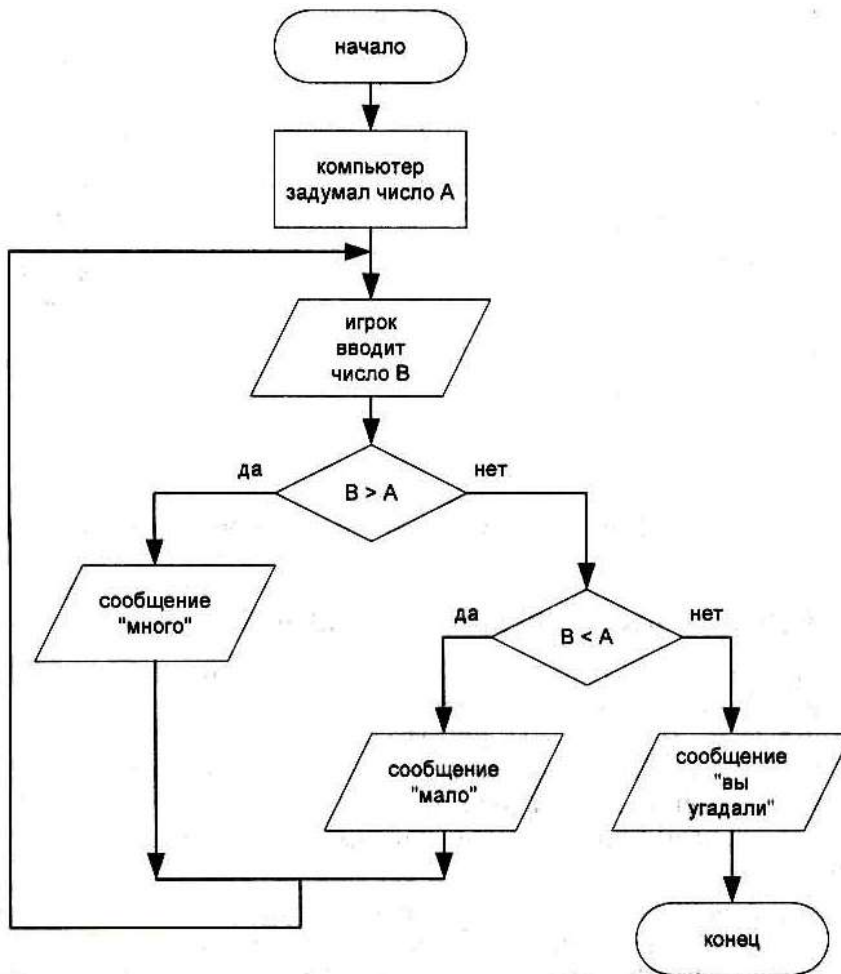 начало
компьютер
задумал число А
игрок
вводит
число В
да
В > А
нет
сообщение
"много"
да
В < А
нет
сообщение
"мало"
сообщение
"вы
угадали"
конец